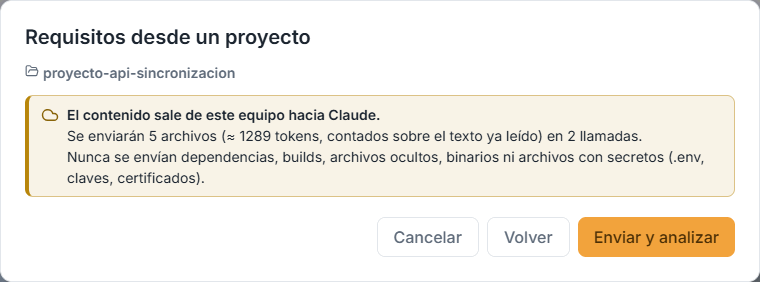 Requisitos desde un proyecto
proyecto-api-sincronizacion
El contenido sale de este equipo hacia Claude.
Se enviarán 5 archivos (≈ 1289 tokens, contados sobre el texto ya leído) en 2 llamadas.
Nunca se envían dependencias, builds, archivos ocultos, binarios ni archivos con secretos (.env,
claves, certificados).
Cancelar
Volver
Enviar y analizar